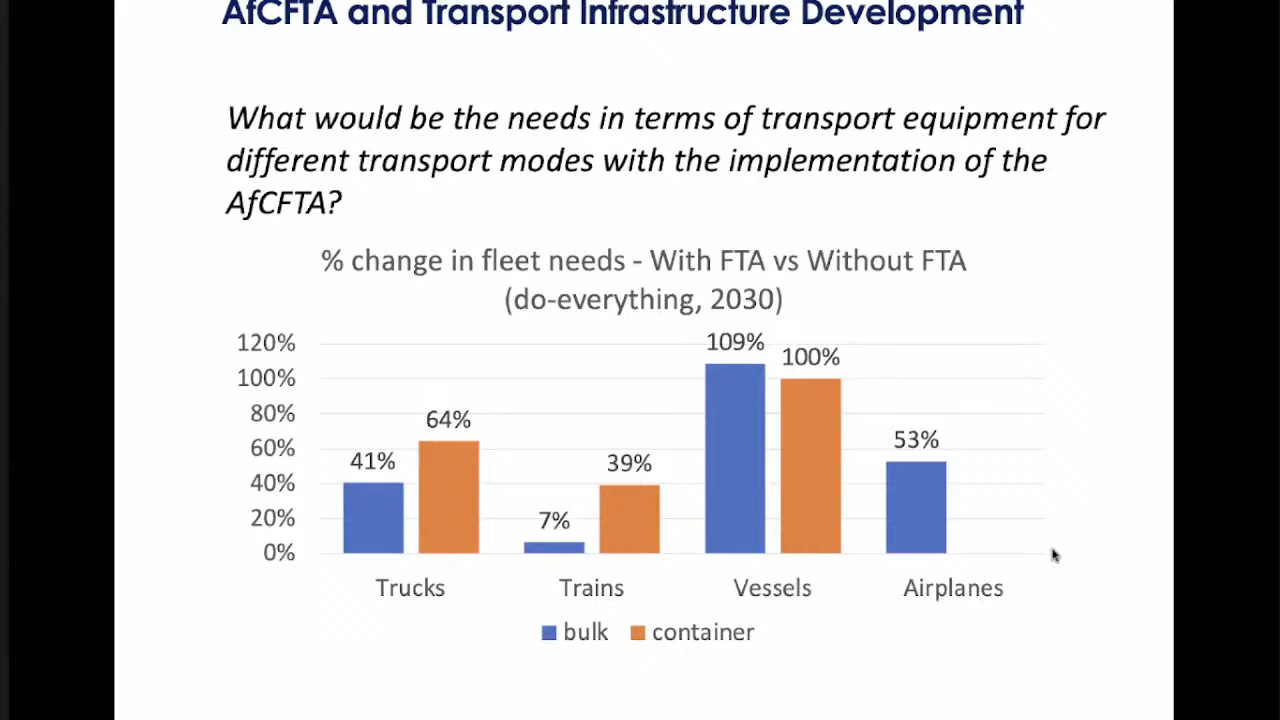 AfCFTA and Transport Infrastructure Development
What would be the needs in terms of transport equipment for
different transport modes with the implementation of the
AfCFTA?
% change in fleet needs - With FTA vs Without FTA
(do-everything, 2030)
120%
100%
80%
60%
40%
20%
0%
41%
64%
7%
39%
109%
100%
53%
Trucks
Trains
Vessels
Airplanes
bulk
container